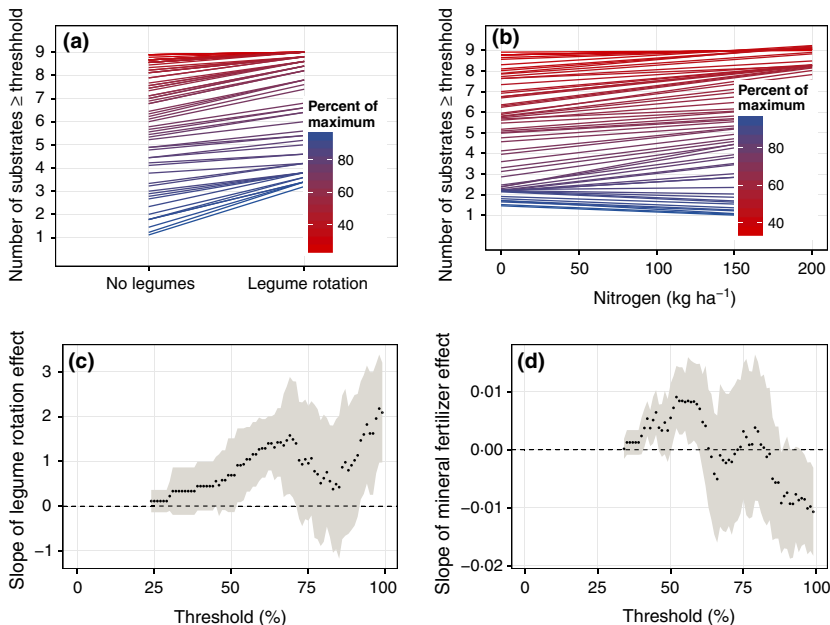 (a)
Number of substrates ≥ threshhold
9
8
7
6
5
4
3
2
1
Percent of
maximum
80
60
40
No legumes
Legume rotation
(b)
Number of substrates ≥ threshhold
9
8
7
6
5
4
3
2
1
Percent of
maximum
80
60
40
0
50
100
150
200
Nitrogen (kg ha⁻¹)
(c)
Slope of legume rotation effect
3
2
1
0
−1
0
25
50
75
100
Threshold (%)
(d)
Slope of mineral fertilizer effect
0·01
0·00
−0·01
−0·02
0
25
50
75
100
Threshold (%)